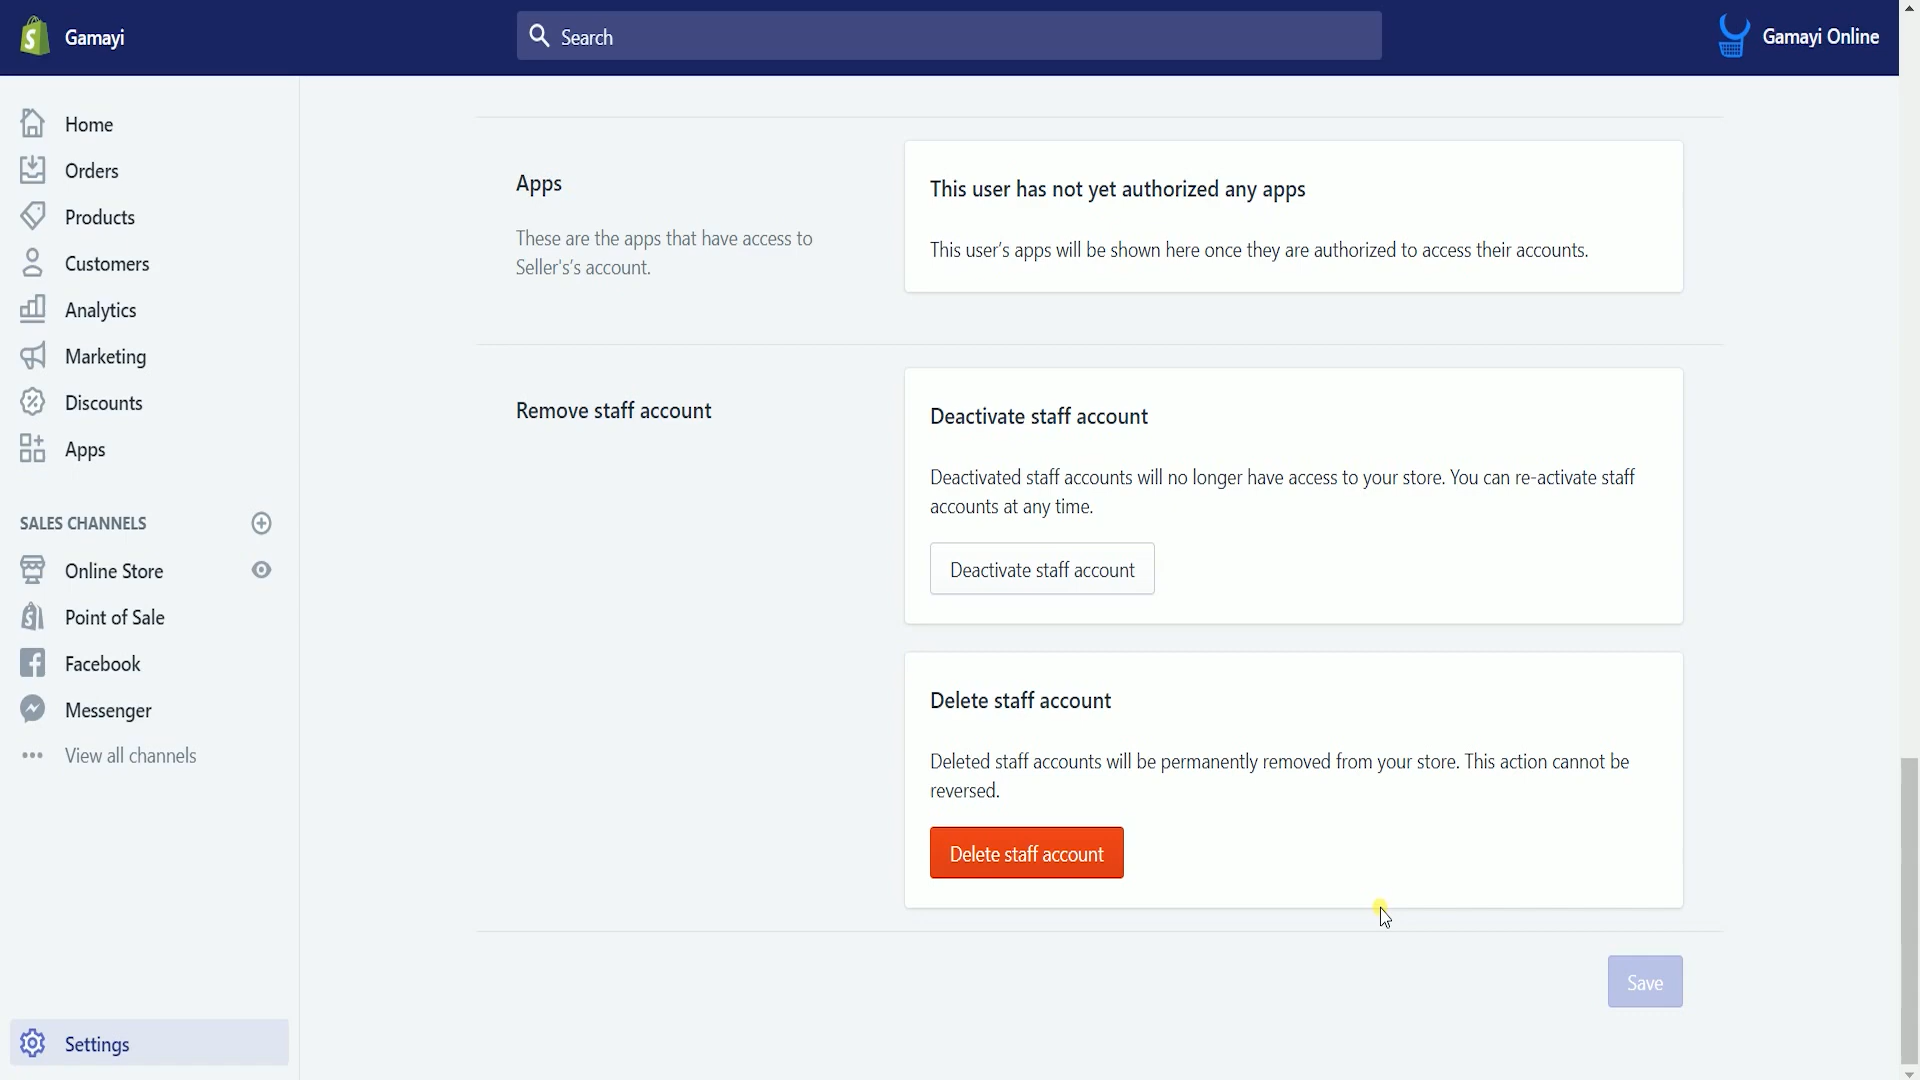 Gamayi
Search
Gamayi Online
Home
Orders
Products
Customers
Analytics
Marketing
Discounts
Apps
SALES CHANNELS
Online Store
Point of Sale
Facebook
Messenger
View all channels
Settings
Apps
These are the apps that have access to
Seller's's account.
This user has not yet authorized any apps
This user's apps will be shown here once they are authorized to access their accounts.
Remove staff account
Deactivate staff account
Deactivated staff accounts will no longer have access to your store. You can re-activate staff
accounts at any time.
Deactivate staff account
Delete staff account
Deleted staff accounts will be permanently removed from your store. This action cannot be
reversed.
Delete staff account
Save